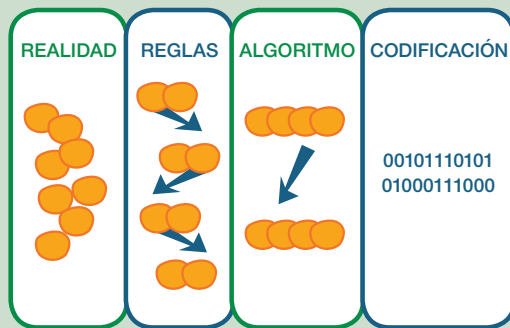 REALIDAD
REGLAS
ALGORITMO
CODIFICACIÓN
00101110101
01000111000